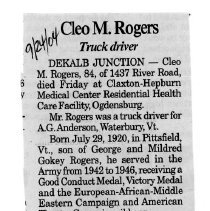 9/24/04
Cleo M. Rogers
Truck driver
DEKALB JUNCTION — Cleo
M. Rogers, 84, of 1437 River Road,
died Friday at Claxton-Hepburn
Medical Center Residential Health
Care Facility, Ogdensburg.
Mr. Rogers was a truck driver for
A.G. Anderson, Waterbury, Vt.
Born July 29, 1920, in Pittsfield,
Vt., son of George and Mildred
Gokey Rogers, he served in the
Army from 1942 to 1946, receiving a
Good Conduct Medal, Victory Medal
and the European-African-Middle
Eastern Campaign and American